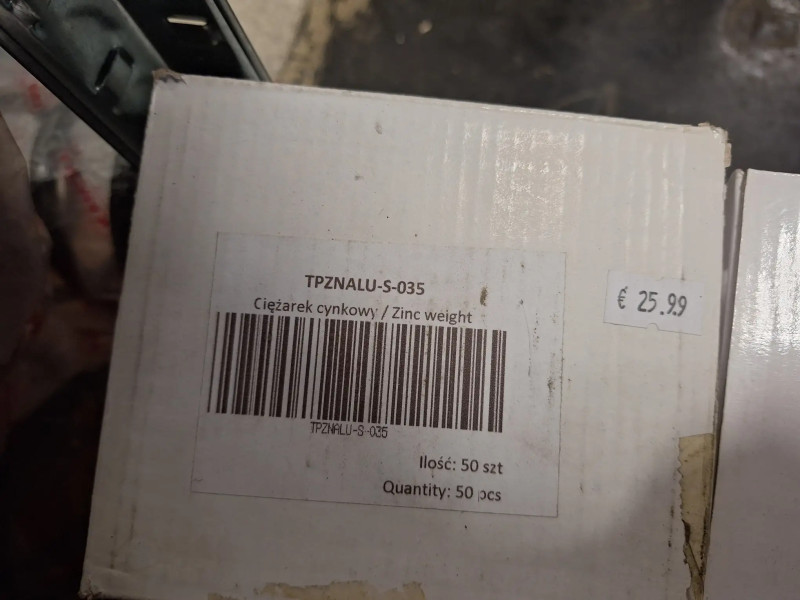 TPZNALU-S-035
Ciężarek cynkowy / Zinc weight
TPZNALU-S-035
Ilość: 50 szt
Quantity: 50 pcs
€ 25.99